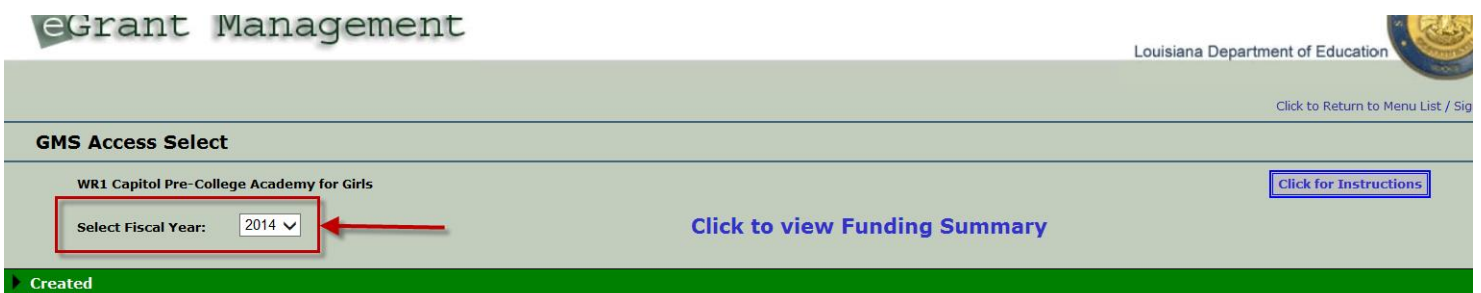 eGrant Management
Louisiana Department of Education
Click to Return to Menu List / Sig
GMS Access Select
WR1 Capitol Pre-College Academy for Girls
Click for Instructions
Select Fiscal Year: 2014
Click to view Funding Summary
Created